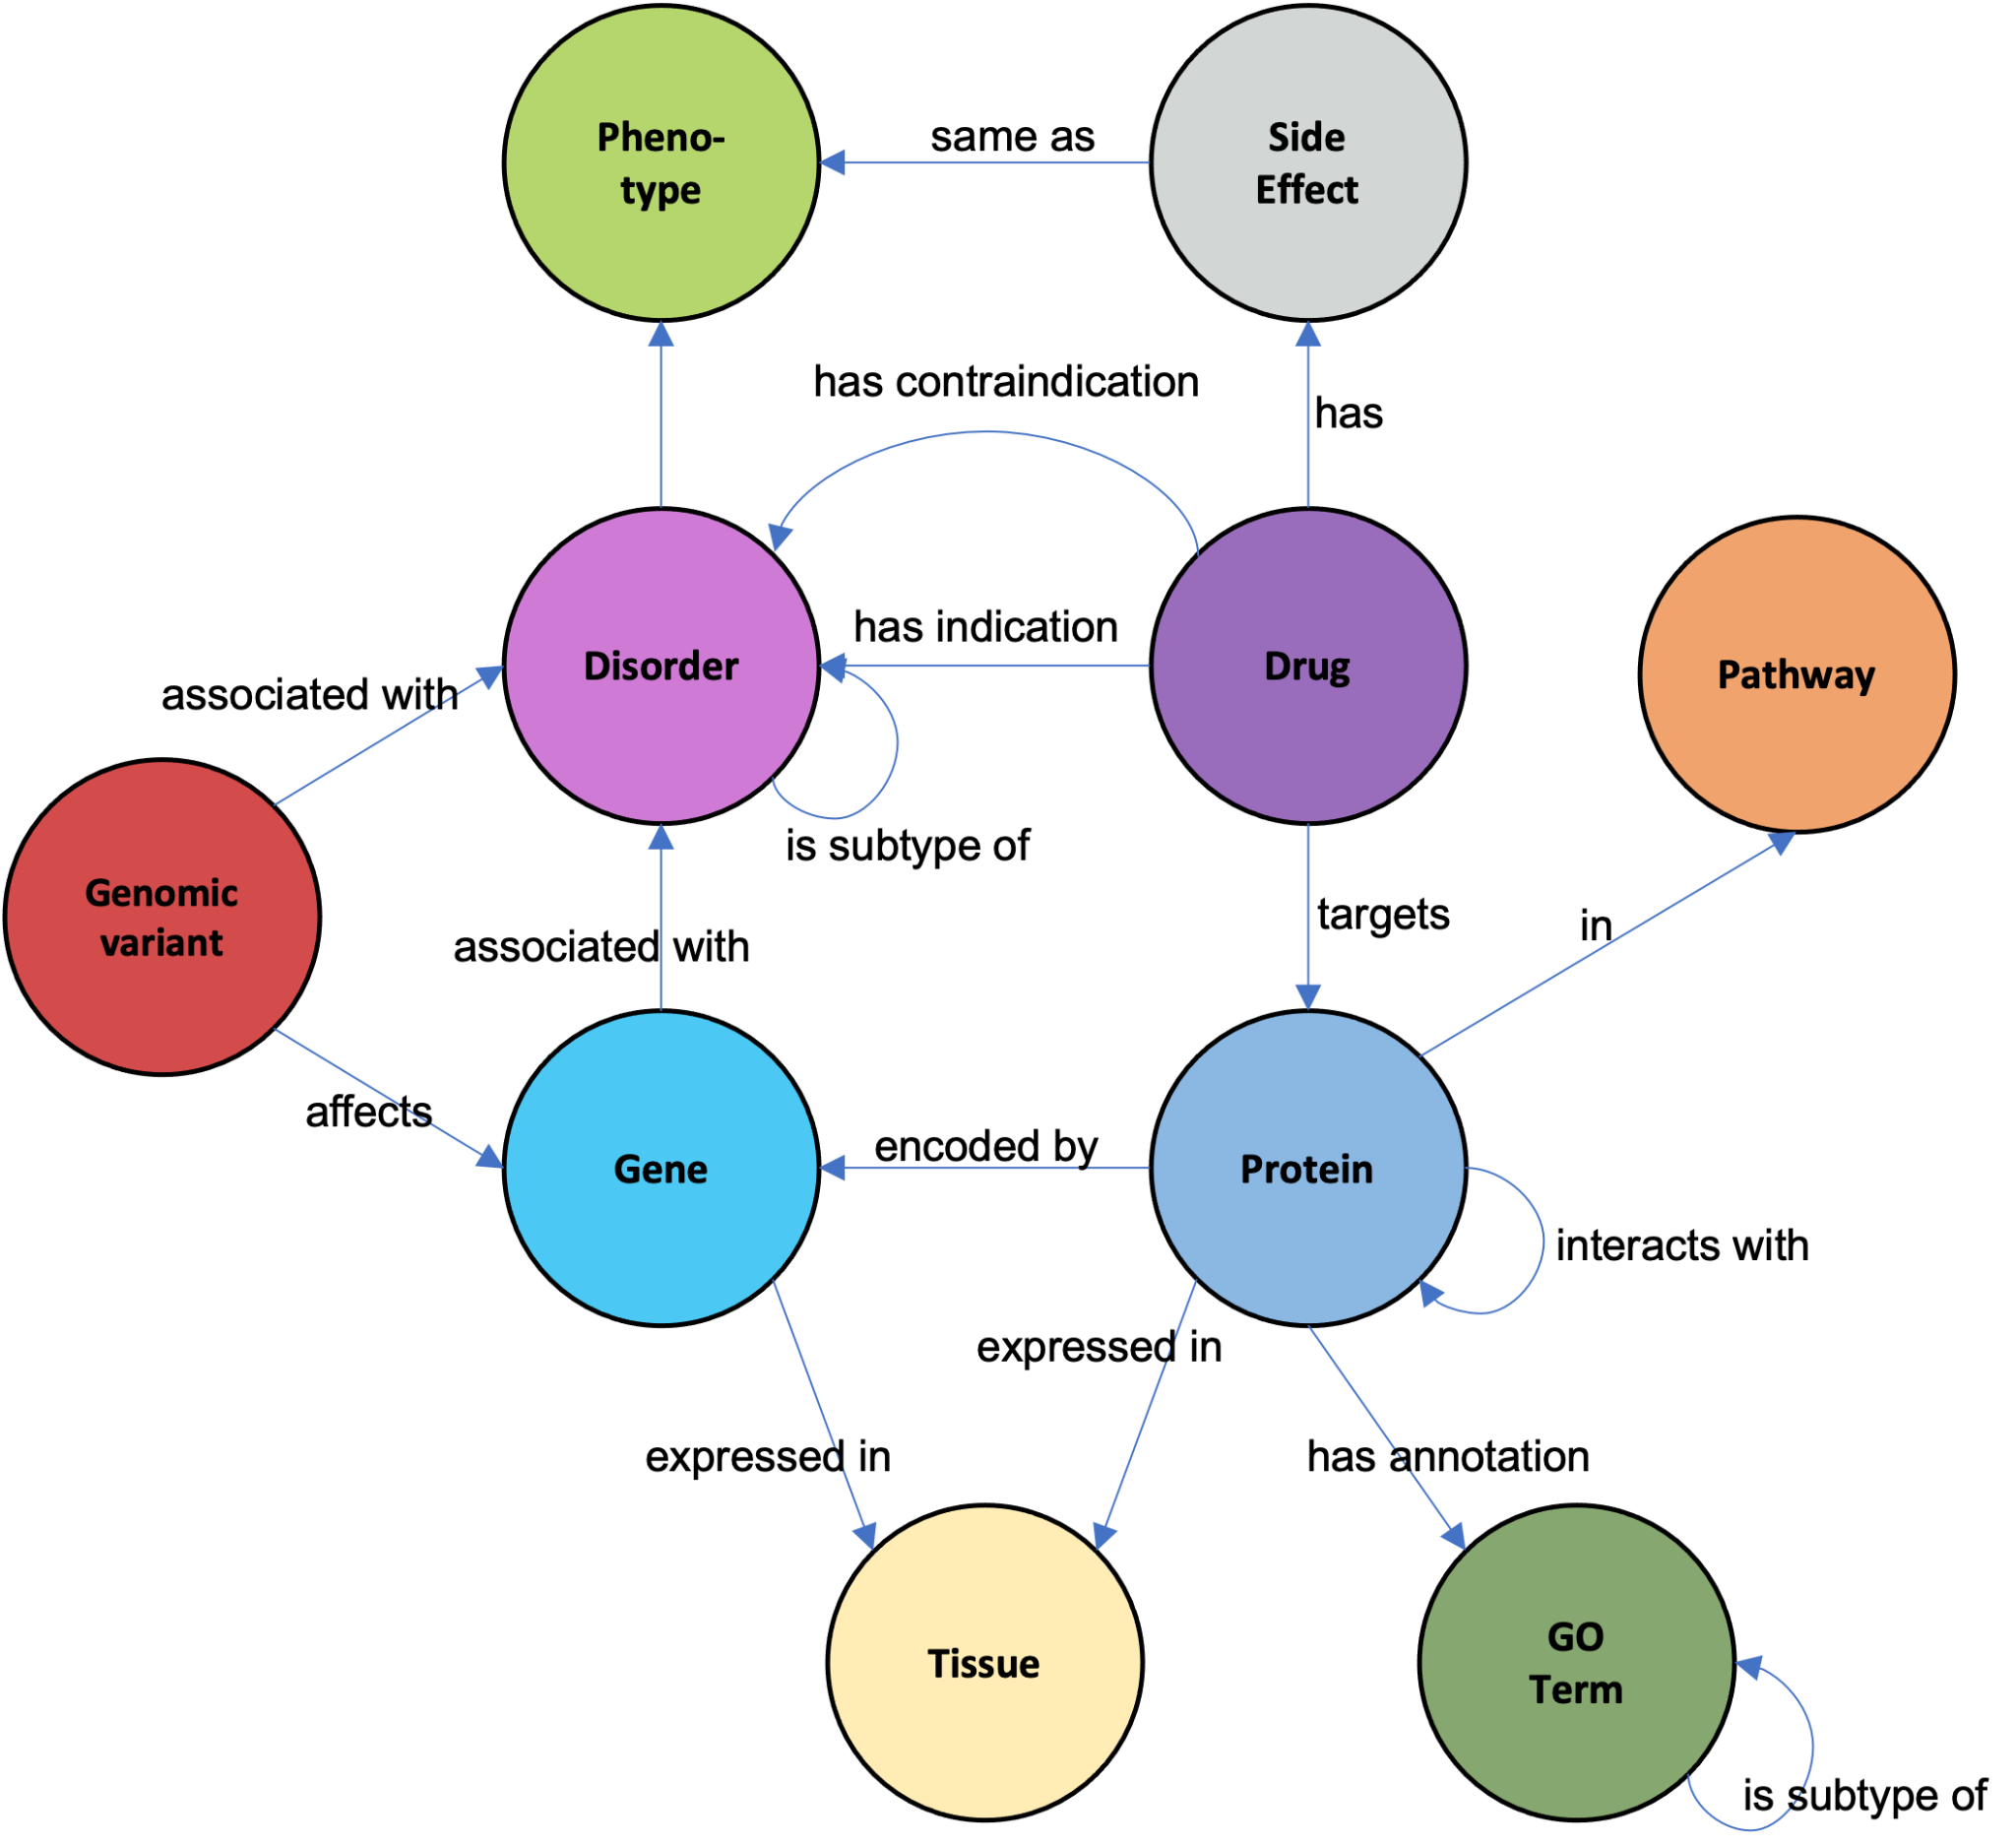 Pheno-
type
same as
Side
Effect
has contraindication
has
associated with
Disorder
has indication
Drug
Pathway
is subtype of
Genomic
variant
associated with
targets
in
affects
Gene
encoded by
Protein
interacts with
expressed in
expressed in
has annotation
Tissue
GO
Term
is subtype of